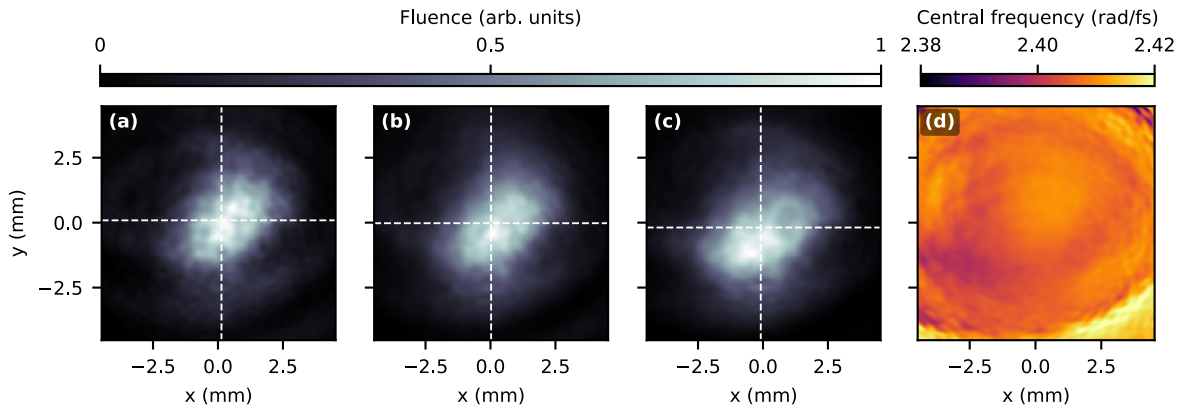 Fluence (arb. units)
Central frequency (rad/fs)
0 0.5 1
2.38 2.40 2.42
(a) (b) (c) (d)
y (mm)
2.5
0.0
−2.5
−2.5 0.0 2.5 −2.5 0.0 2.5 −2.5 0.0 2.5 −2.5 0.0 2.5
x (mm) x (mm) x (mm) x (mm)